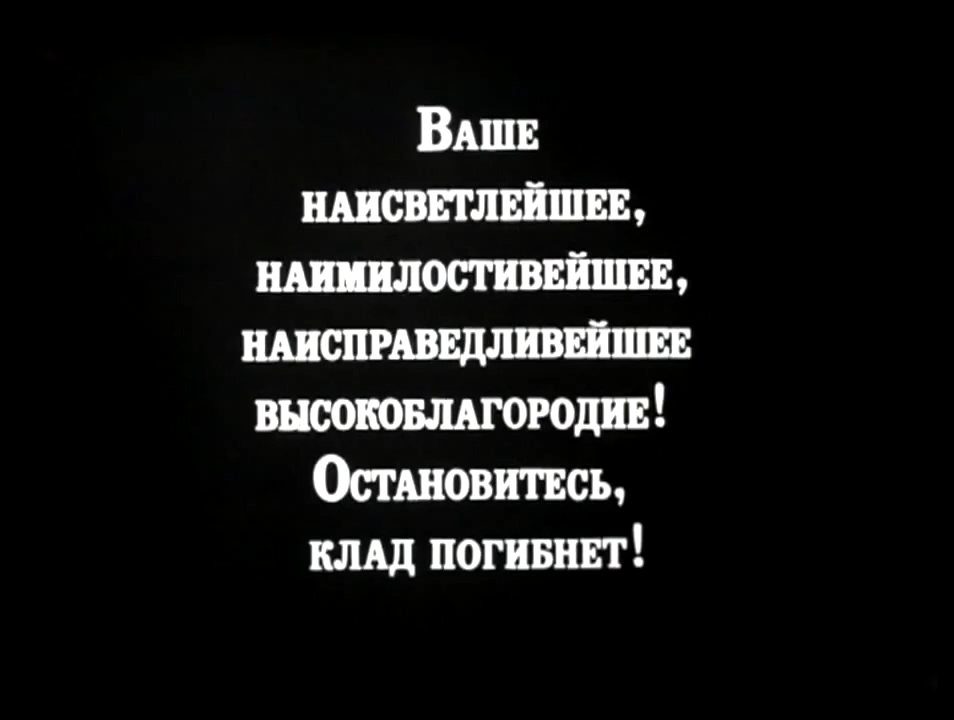 Ваше
наисветлейшее,
наимилостивейшее,
наисправедливейшее
высокоблагородие!
Остановитесь,
клад погибнет!